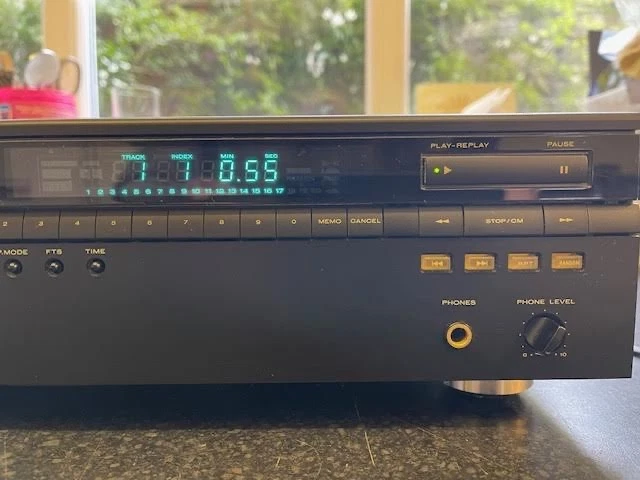 PLAY-REPLAY PAUSE
TRACK INDEX MIN SEC
1 1 0.55
1 2 3 4 5 6 7 8 9 10 11 12 13 14 15 16 17
2 3 4 5 6 7 8 9 0 MEMO CANCEL STOP/CM
P.MODE FTS TIME
RANDOM
PHONES PHONE LEVEL
0 10